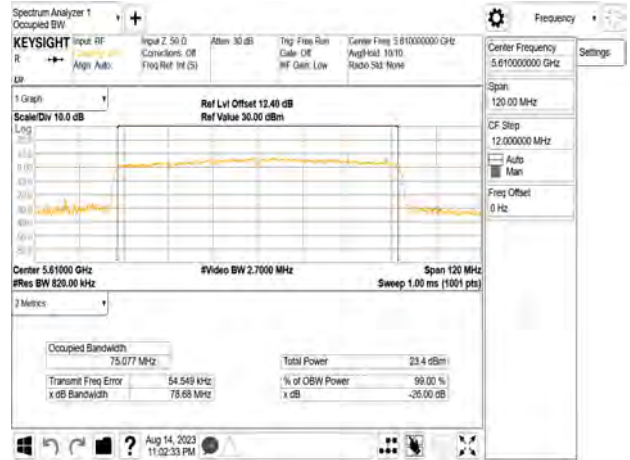 Spectrum Analyzer 1
Occupied BW
Frequency
KEYSIGHT
Input: RF
Input Z: 50 Ω
Atten: 30 dB
Trig: Free Run
Center Freq: 5.610000000 GHz
Corrections: Off
Gate: Off
Avg|Hold: 10/10
R
Align: Auto
Freq Ref: Int (S)
#IF Gain: Low
Radio Std: None
Center Frequency
5.610000000 GHz
Settings
Span
120.00 MHz
CF Step
12.000000 MHz
Auto
Man
Freq Offset
0 Hz
1 Graph
Ref Lvl Offset 12.40 dB
Scale/Div 10.0 dB
Ref Value 30.00 dBm
Log
Center 5.61000 GHz
#Video BW 2.7000 MHz
Span 120 MHz
#Res BW 820.00 kHz
Sweep 1.00 ms (1001 pts)
2 Metrics
Occupied Bandwidth
75.077 MHz
Total Power
23.4 dBm
Transmit Freq Error
54.549 kHz
% of OBW Power
99.00 %
x dB Bandwidth
78.68 MHz
x dB
-26.00 dB
?
Aug 14, 2023
11:02:33 PM